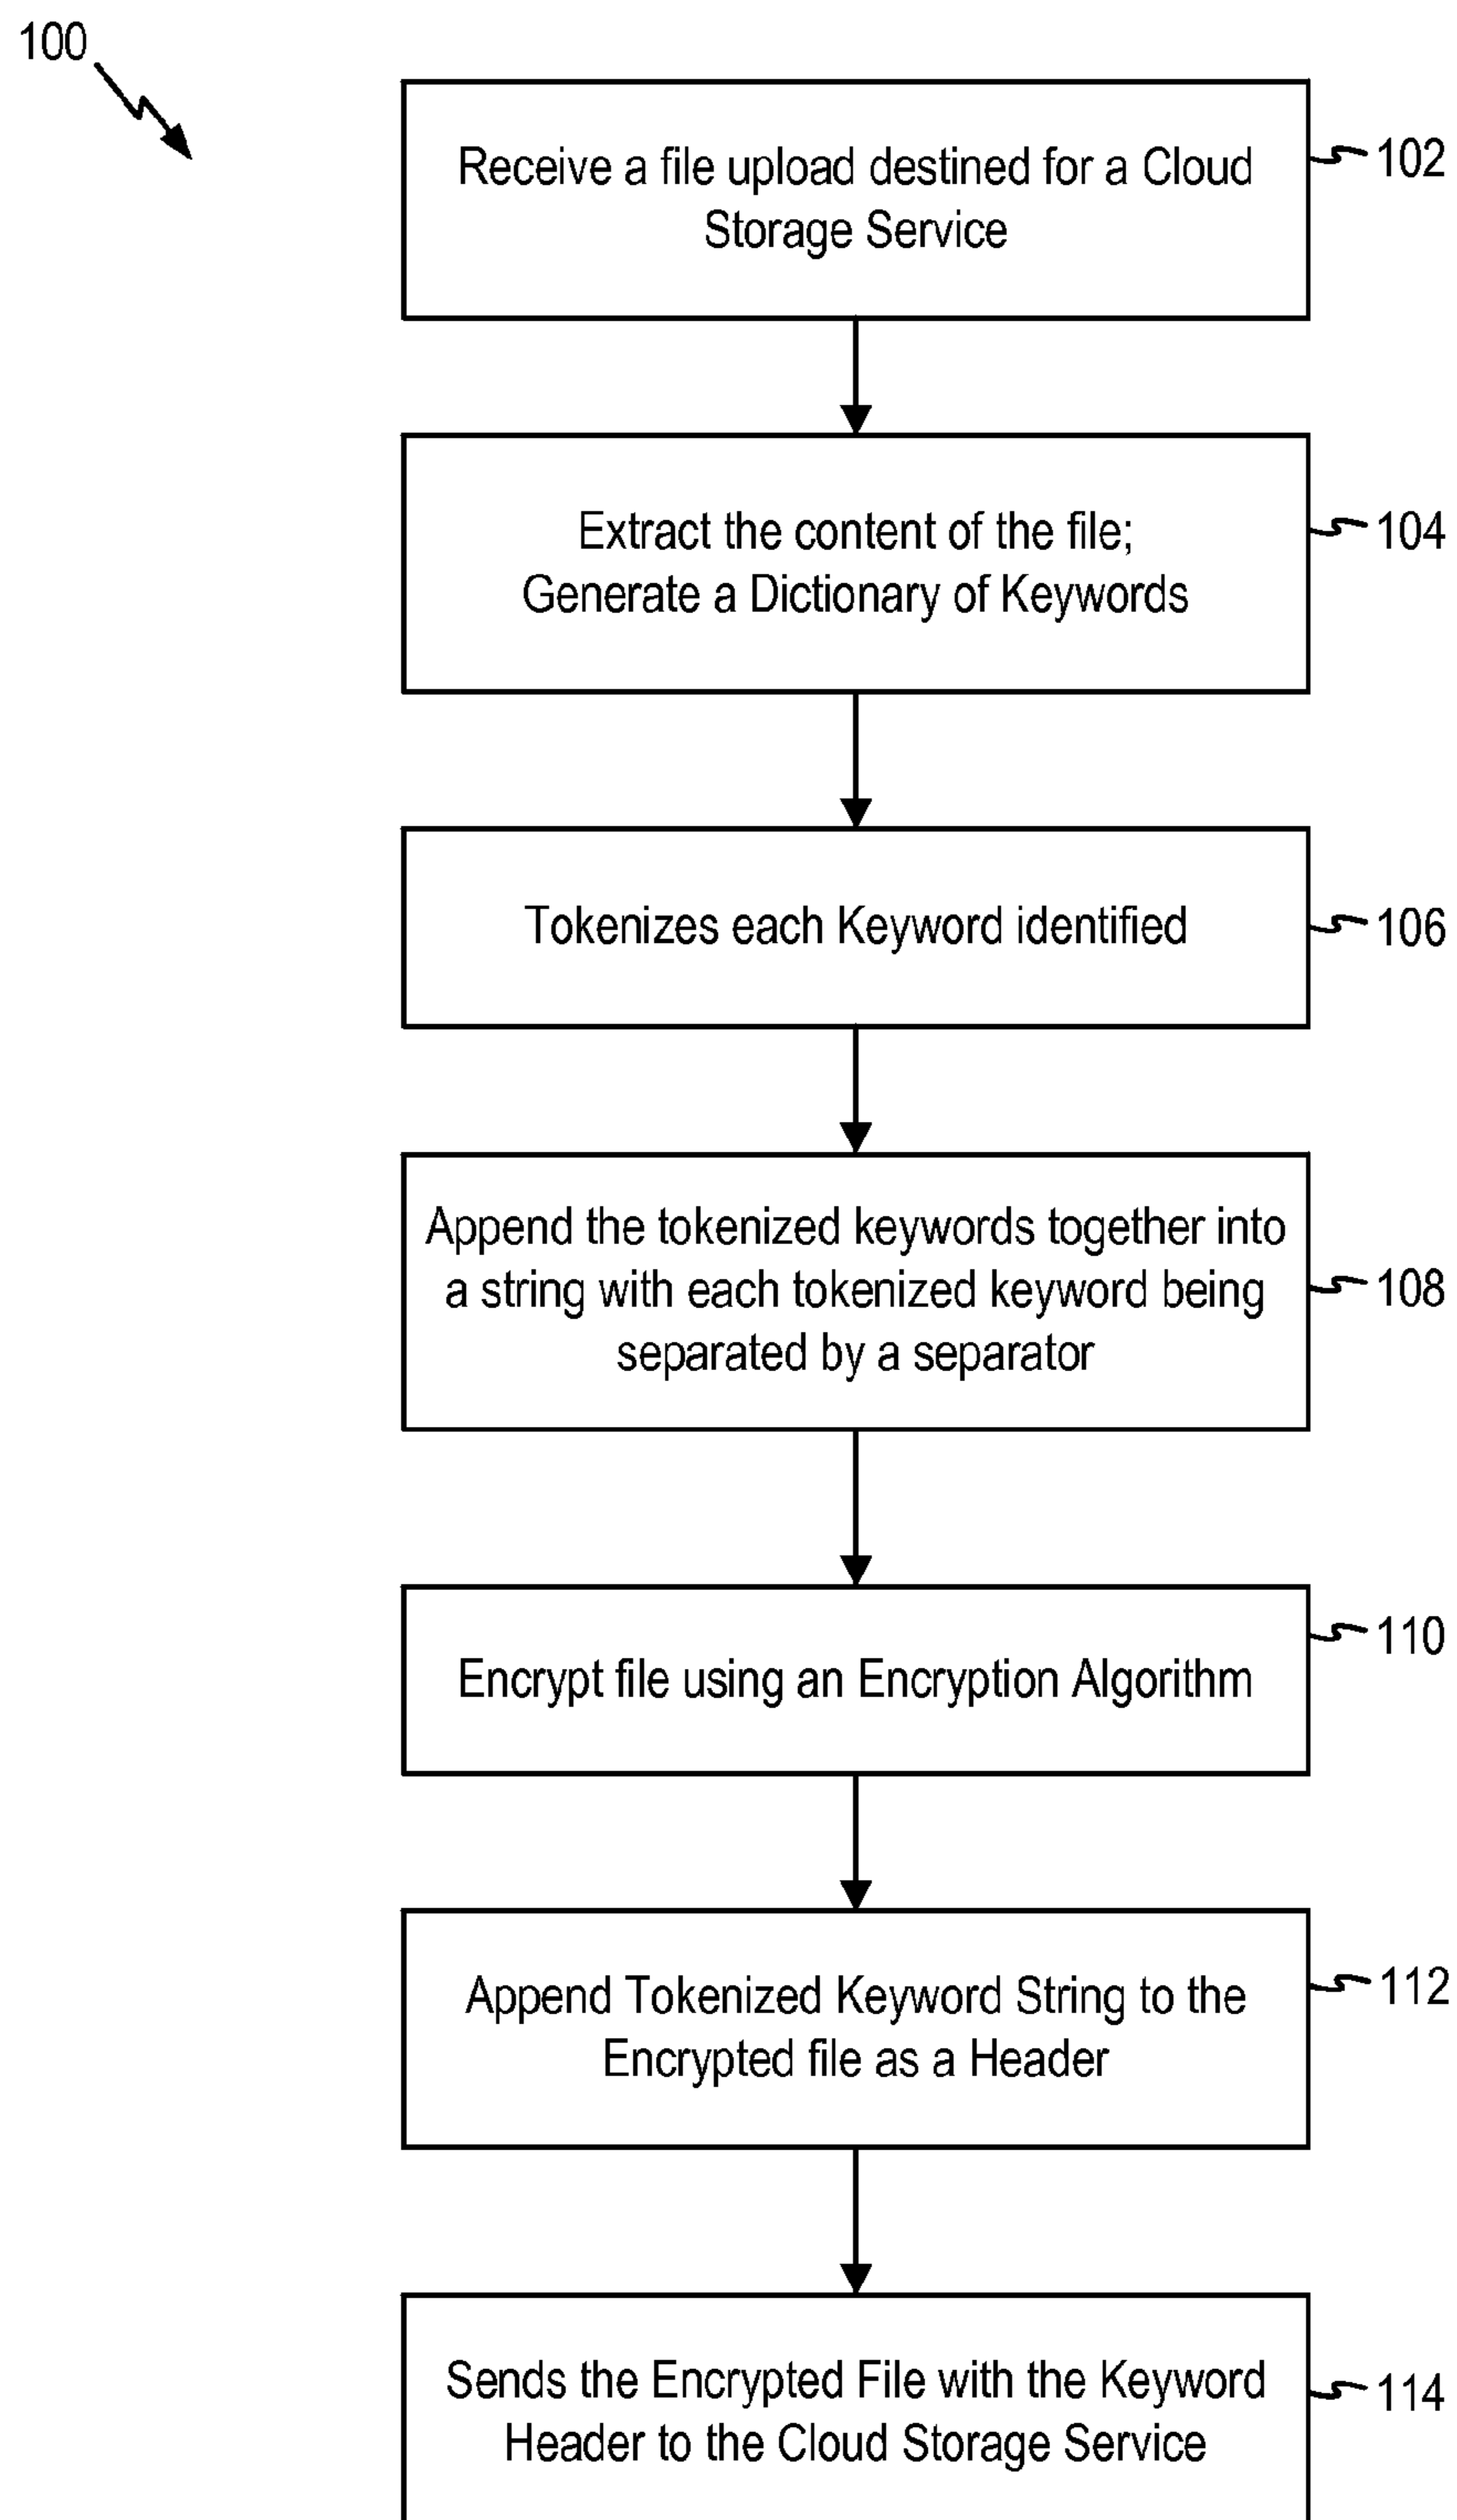 100
Receive a file upload destined for a Cloud
Storage Service
102
Extract the content of the file;
Generate a Dictionary of Keywords
104
Tokenizes each Keyword identified
106
Append the tokenized keywords together into
a string with each tokenized keyword being
separated by a separator
108
Encrypt file using an Encryption Algorithm
110
Append Tokenized Keyword String to the
Encrypted file as a Header
112
Sends the Encrypted File with the Keyword
Header to the Cloud Storage Service
114